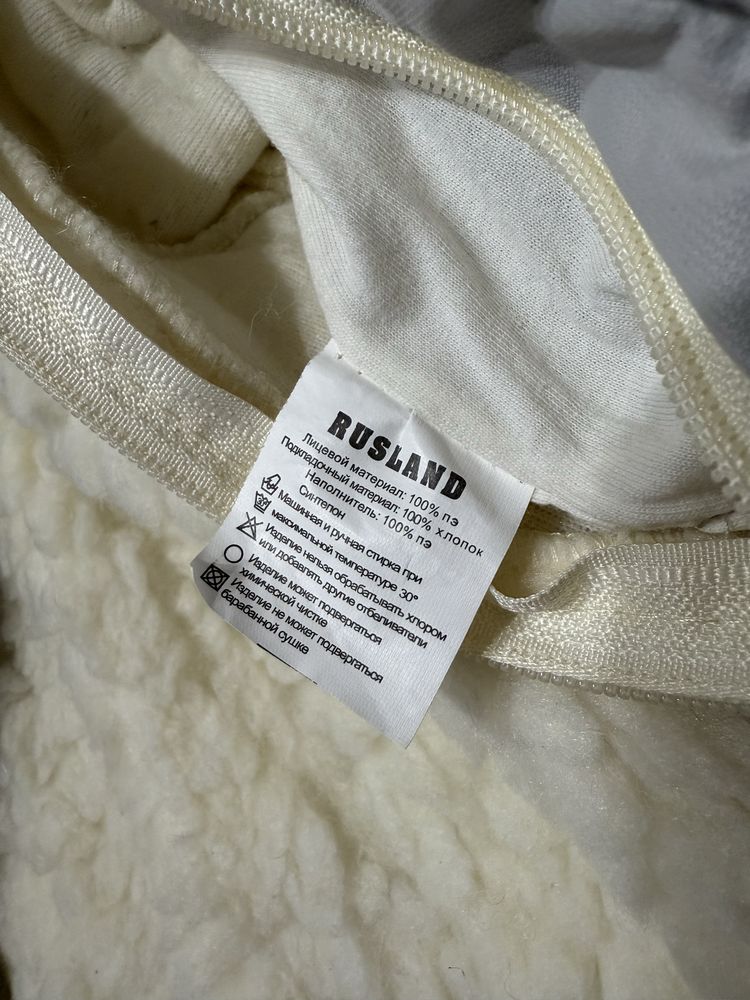 RUSLAND
Лицевой материал: 100% пэ
Подкладочный материал: 100% хлопок
Наполнитель: 100% пэ
Синтелон
Машинная и ручная стирка при
30°
максимальной температуре 30°
Изделие нельзя обрабатывать хлором
или добавлять другие отбеливатели
Изделие может подвергаться
химической чистке
Изделие не может подвергаться
барабанной сушке